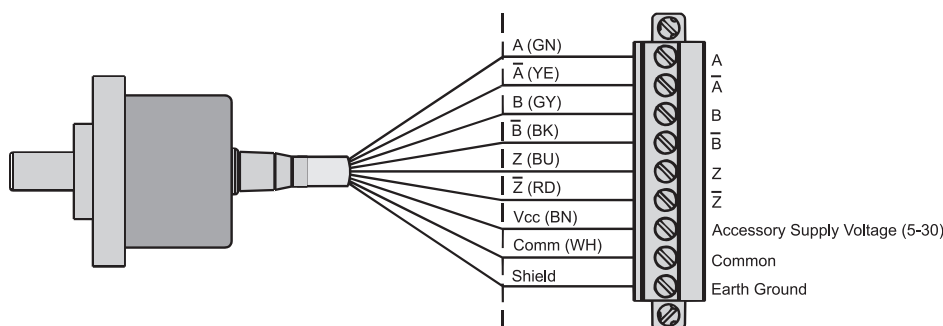 A (GN)
A̅ (YE)
B (GY)
B̅ (BK)
Z (BU)
Z̅ (RD)
Vcc (BN)
Comm (WH)
Shield
A
A̅
B
B̅
Z
Z̅
Accessory Supply Voltage (5-30)
Common
Earth Ground